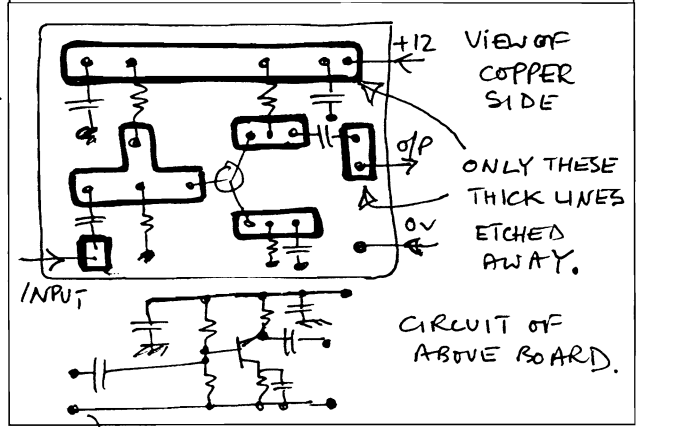 +12
VIEW OF
COPPER
SIDE
O/P
ONLY THESE
THICK LINES
ETCHED
AWAY.
0V
INPUT
CIRCUIT OF
ABOVE BOARD.